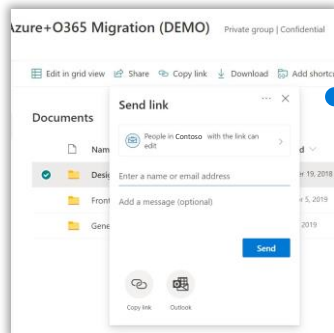 Azure+O365 Migration (DEMO) Private group | Confidential
Edit in grid view Share Copy link Download Add shortc
Send link
Documents
People in Contoso with the link can
edit
Nam d
Enter a name or email address
Desi er 19, 2018
Add a message (optional)
Front er 5, 2019
Gene 2019
Send
Copy link Outlook